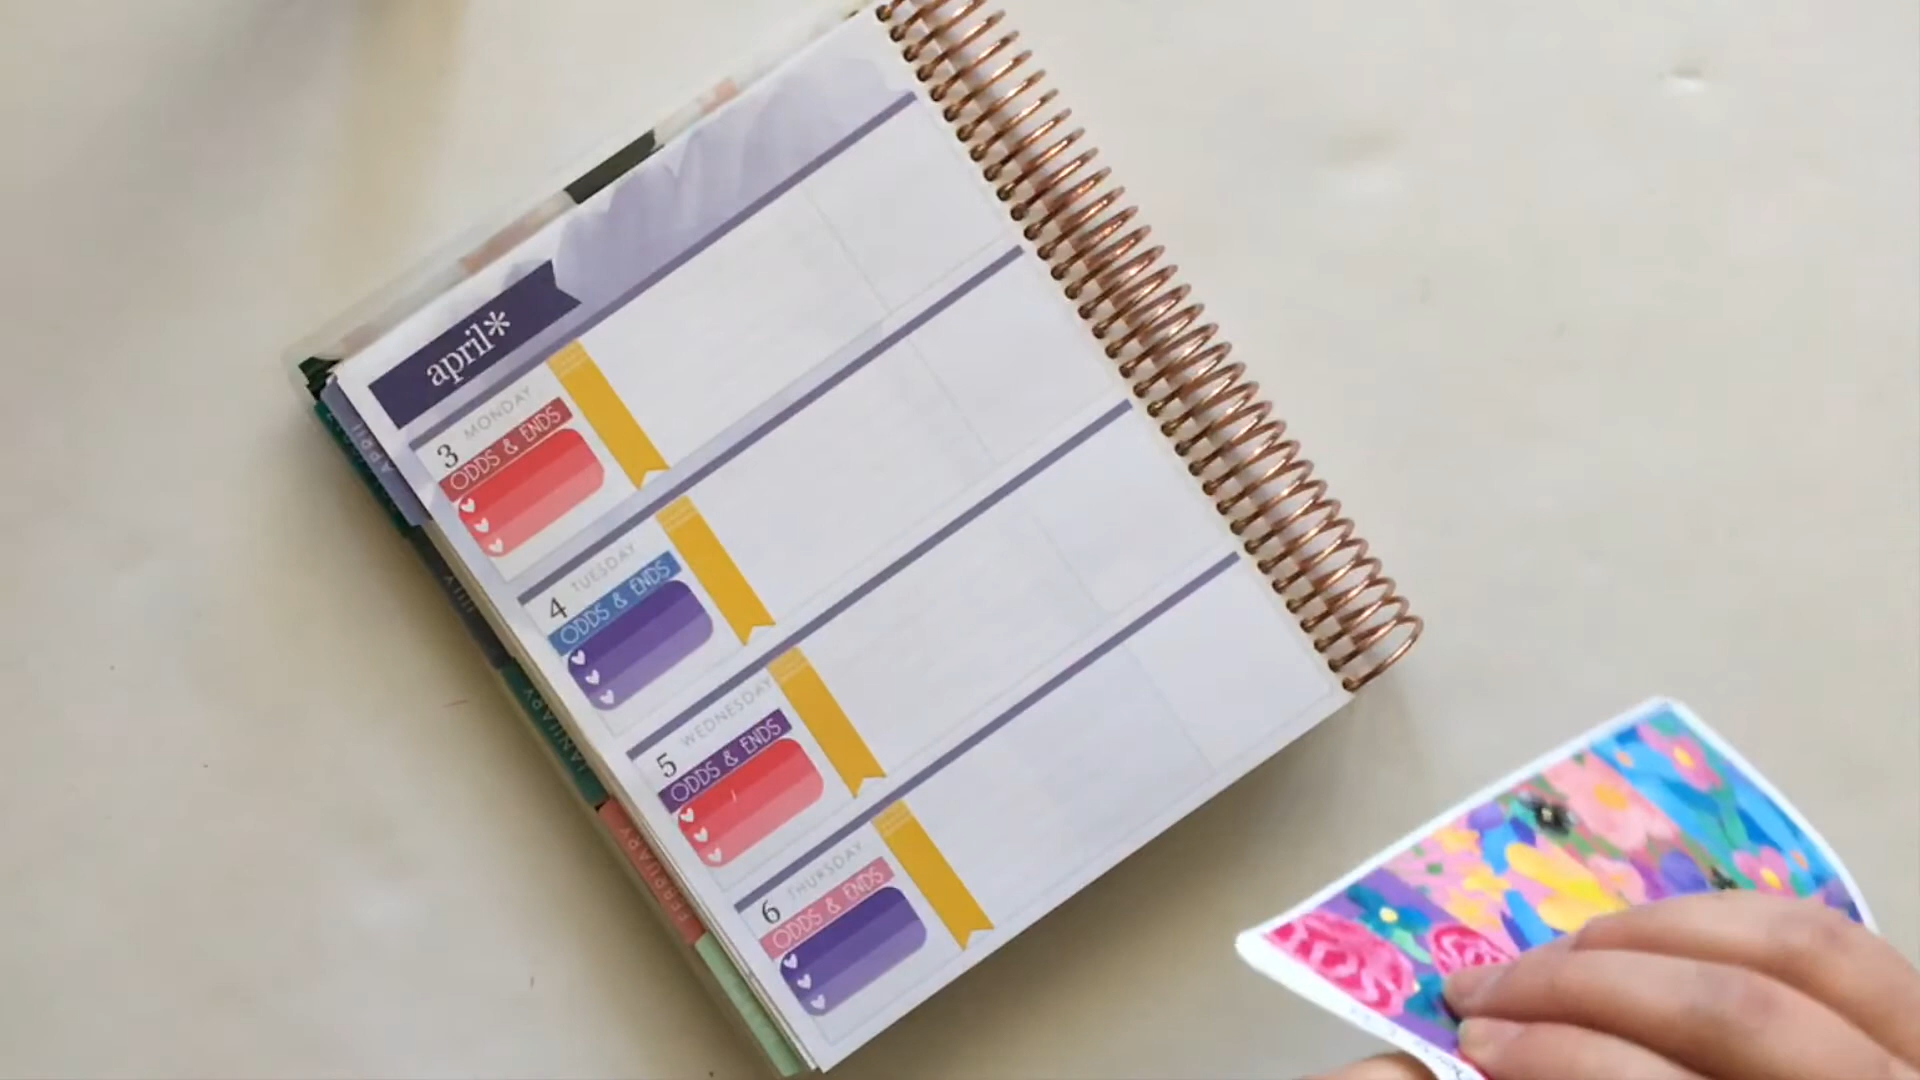 april*
3 MONDAY
ODDS & ENDS
4 TUESDAY
ODDS & ENDS
5 WEDNESDAY
ODDS & ENDS
6 THURSDAY
ODDS & ENDS
APRIL
JANUARY
FEBRUARY